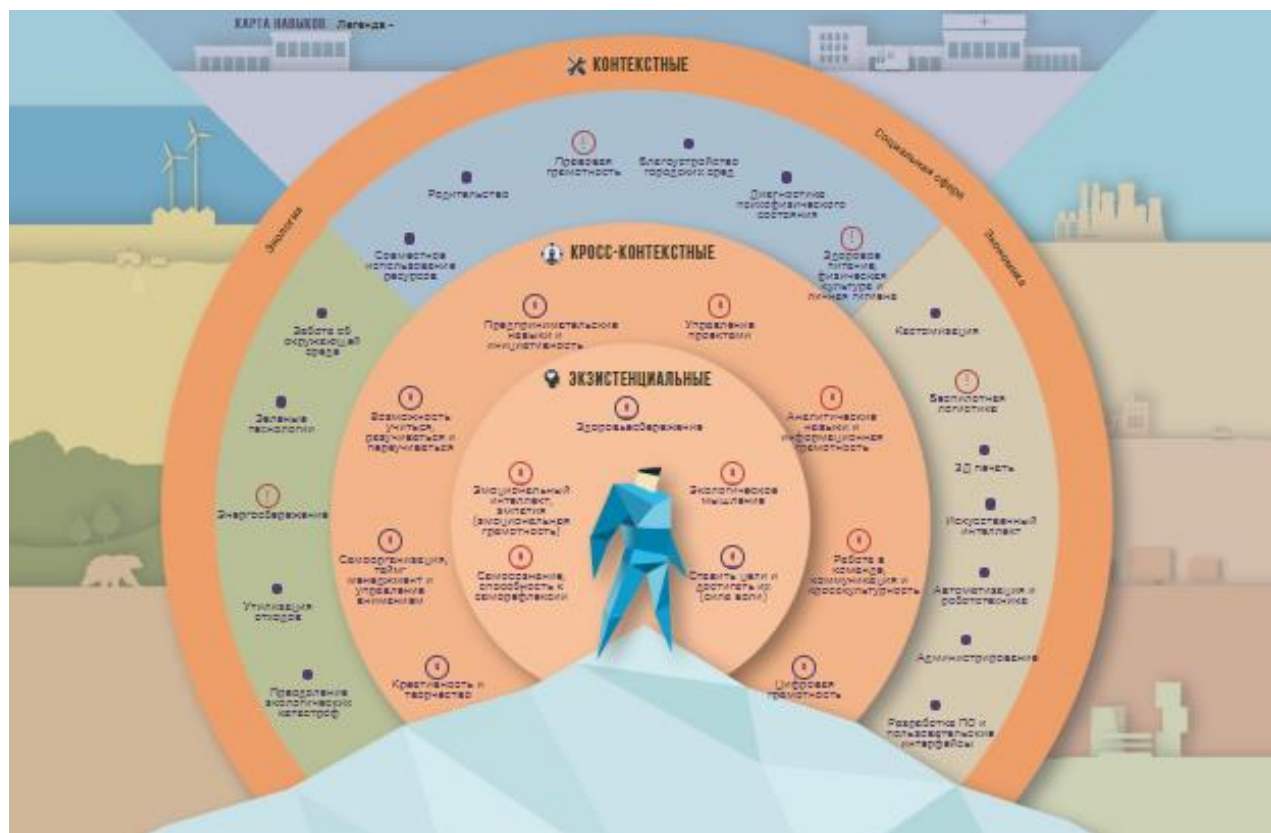 КАРТА НАВЫКОВ Легенда –
КОНТЕКСТНЫЕ
Экология
Социальная сфера
Экономика
Правовая
грамотность
Благоустройство
городских сред
Родительство
Диагностика
психофизического
состояния
Совместное
использование
ресурсов
Здоровое
питание,
физическая
культура и
личная гигиена
КРОСС-КОНТЕКСТНЫЕ
Забота об
окружающей
среде
Предпринимательские
навыки и
инициативность
Управление
проектами
Кастомизация
ЭКЗИСТЕНЦИАЛЬНЫЕ
Зеленые
технологии
Возможность
учиться,
разучиваться и
переучиваться
Здоровьесбережение
Аналитические
навыки и
информационная
грамотность
Беспилотная
логистика
3Д печать
Энергосбережение
Эмоциональный
интеллект,
эмпатия
(эмоциональная
грамотность)
Экологическое
мышление
Искусственный
интеллект
Самоорганизация,
тайм
менеджмент и
управление
вниманием
Самосознание,
способность к
саморефлексии
Ставить цели и
достигать их
(сила воли)
Работа в
команде,
коммуникация и
кросскультурность
Автоматизация и
робототехника
Утилизация
отходов
Администрирование
Преодоление
экологических
катастроф
Креативность и
творчество
Цифровая
грамотность
Разработка ПО и
пользовательские
интерфейсы